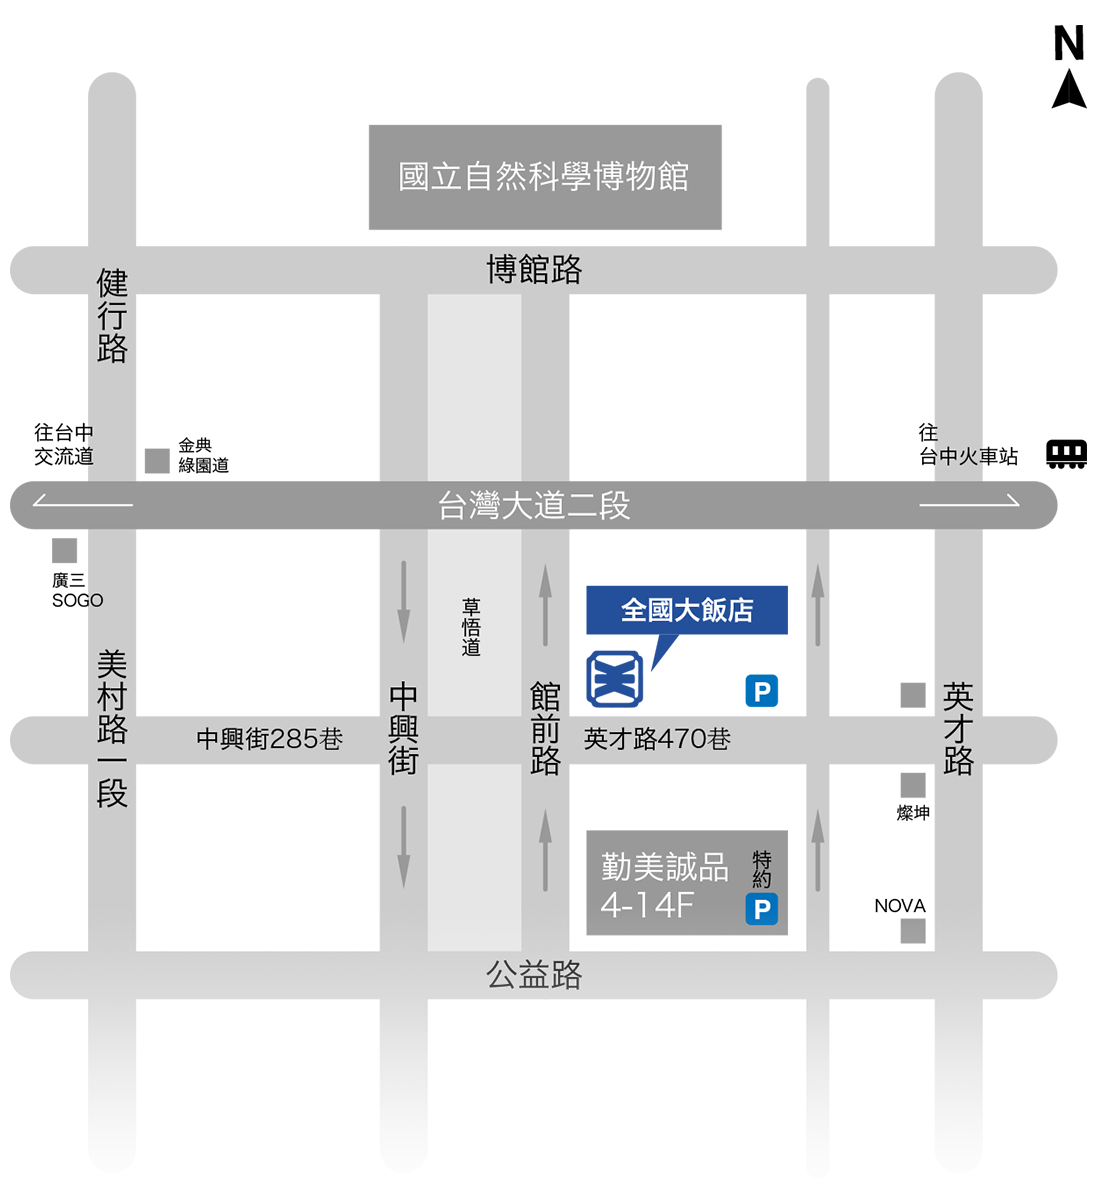 N
國立自然科學博物館
博館路
健行路
往台中
交流道
金典
綠園道
往
台中火車站
台灣大道二段
廣三
SOGO
草悟道
全國大飯店
P
美村路一段
中興街
館前路
英才路
中興街285巷
英才路470巷
燦坤
勤美誠品
4-14F
特約
P
NOVA
公益路